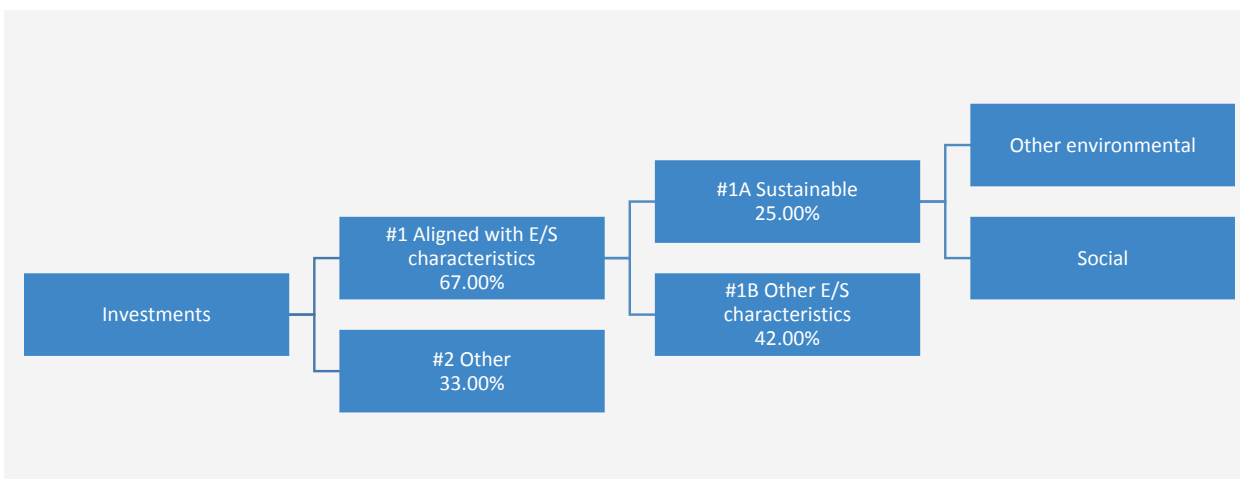 Investments
#1 Aligned with E/S
characteristics
67.00%
#2 Other
33.00%
#1A Sustainable
25.00%
#1B Other E/S
characteristics
42.00%
Other environmental
Social